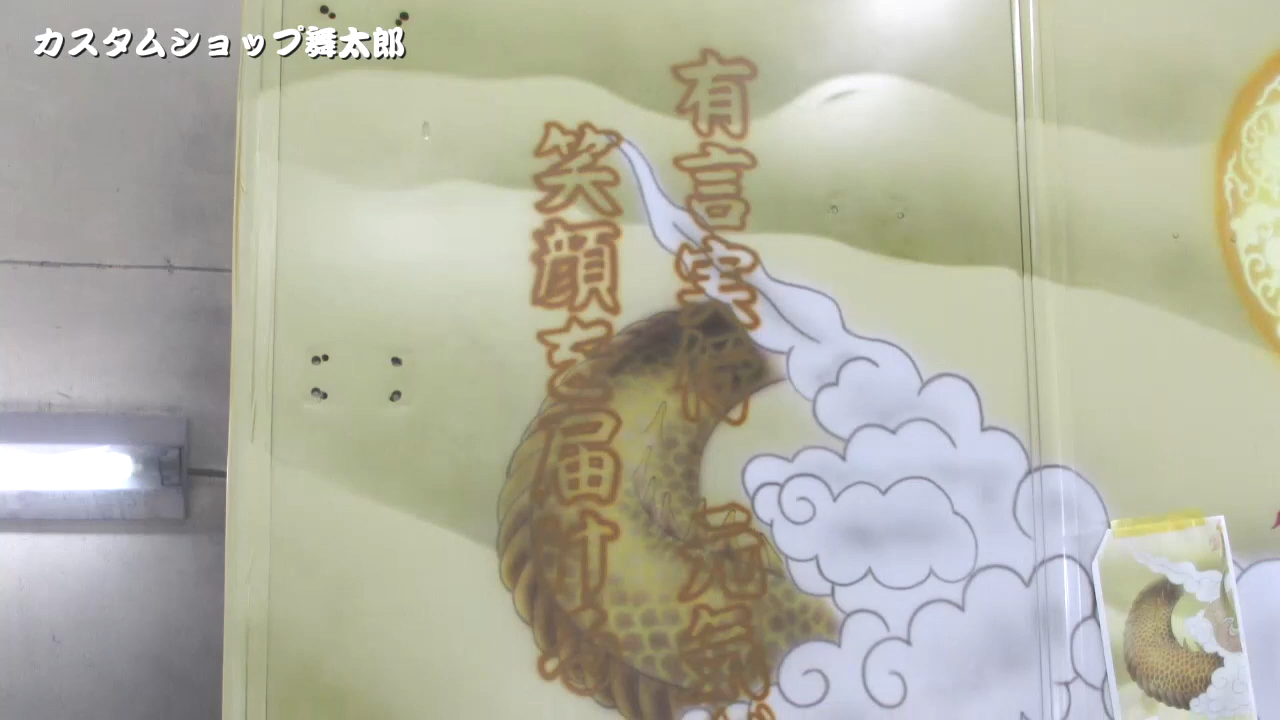 カスタムショップ舞太郎
有言実行 元気
笑顔を届け